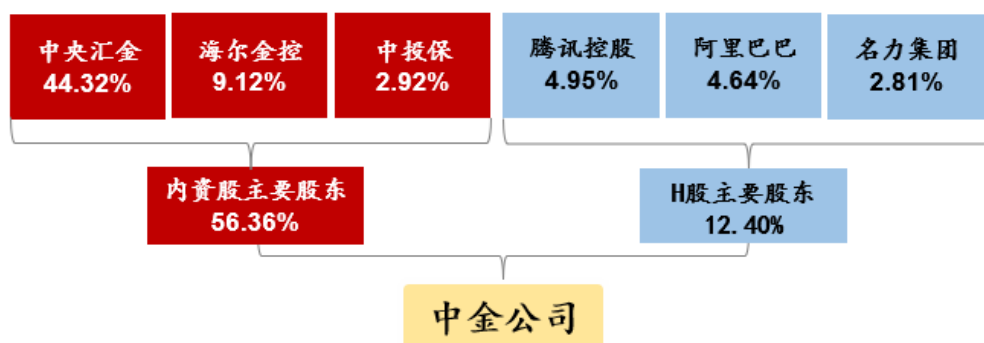 中央汇金
44.32%
海尔金控
9.12%
中投保
2.92%
腾讯控股
4.95%
阿里巴巴
4.64%
名力集团
2.81%
内资股主要股东
56.36%
H股主要股东
12.40%
中金公司